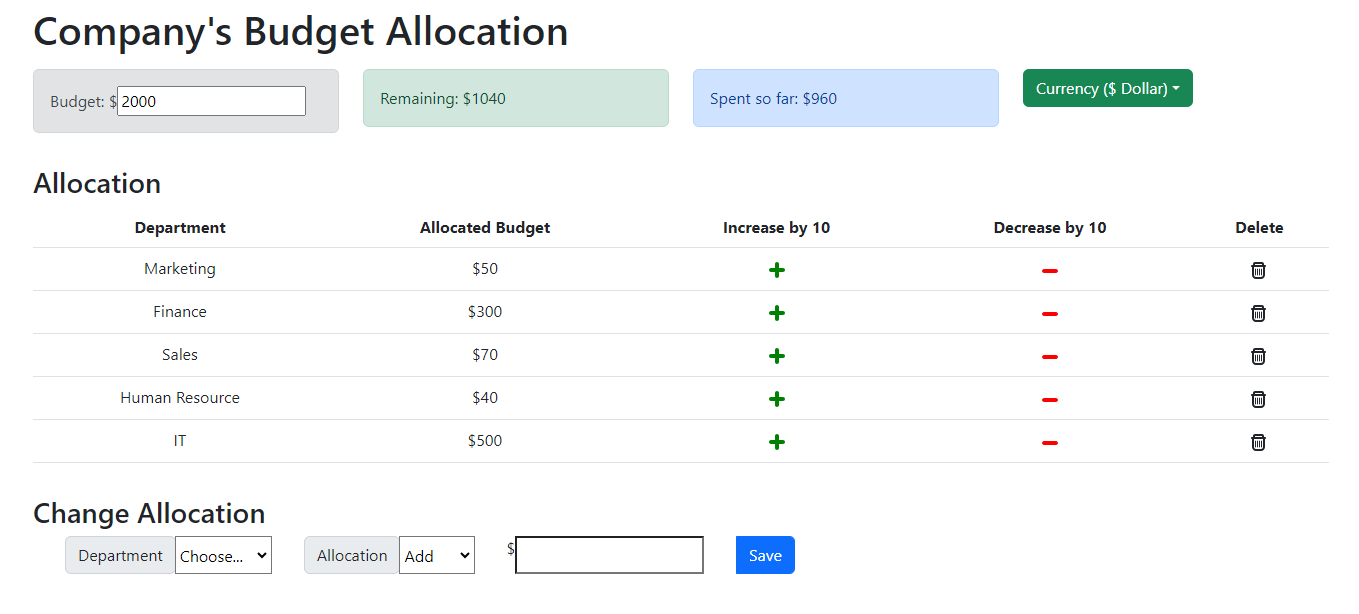 Company's Budget Allocation
Budget: $ 2000 Remaining: $1040 Spent so far: $960 Currency ($ Dollar)
Allocation
Department Allocated Budget Increase by 10 Decrease by 10 Delete
Marketing $50
Finance $300
Sales $70
Human Resource $40
IT $500
Change Allocation
Department Choose... Allocation Add $ Save